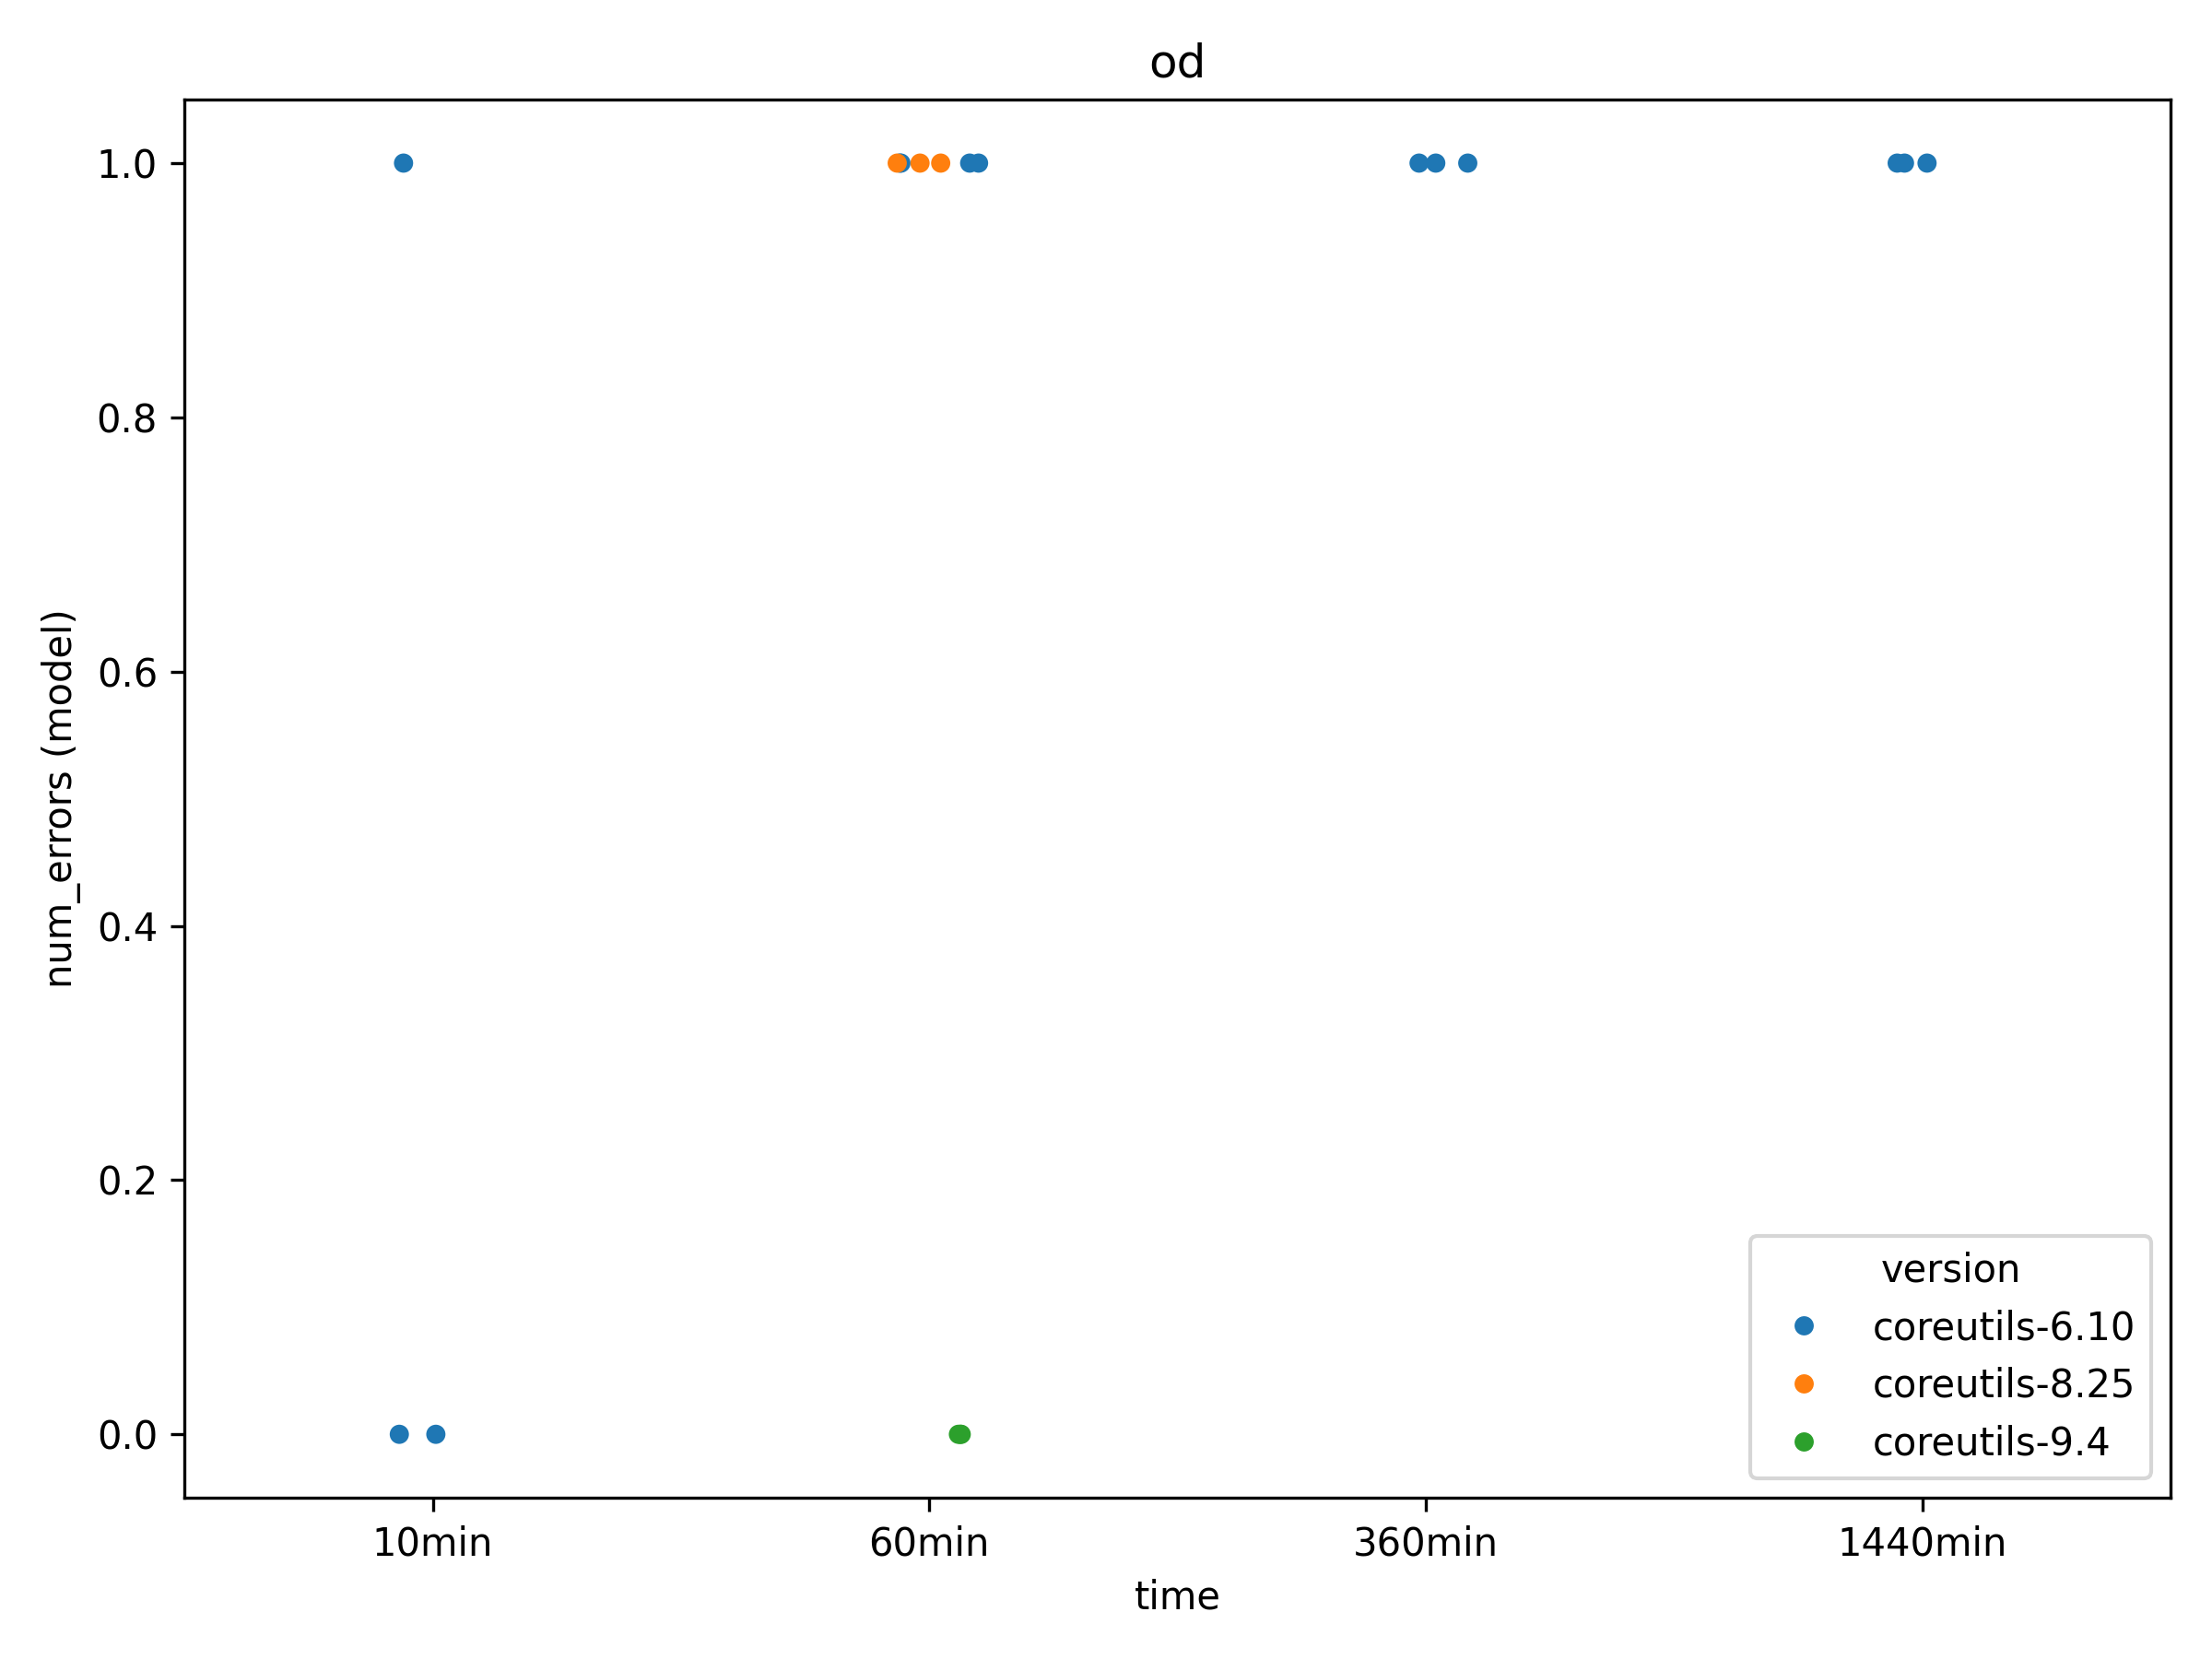 od
1.0
0.8
0.6
0.4
0.2
0.0
num_errors (model)
10min
60min
360min
1440min
time
version
coreutils-6.10
coreutils-8.25
coreutils-9.4